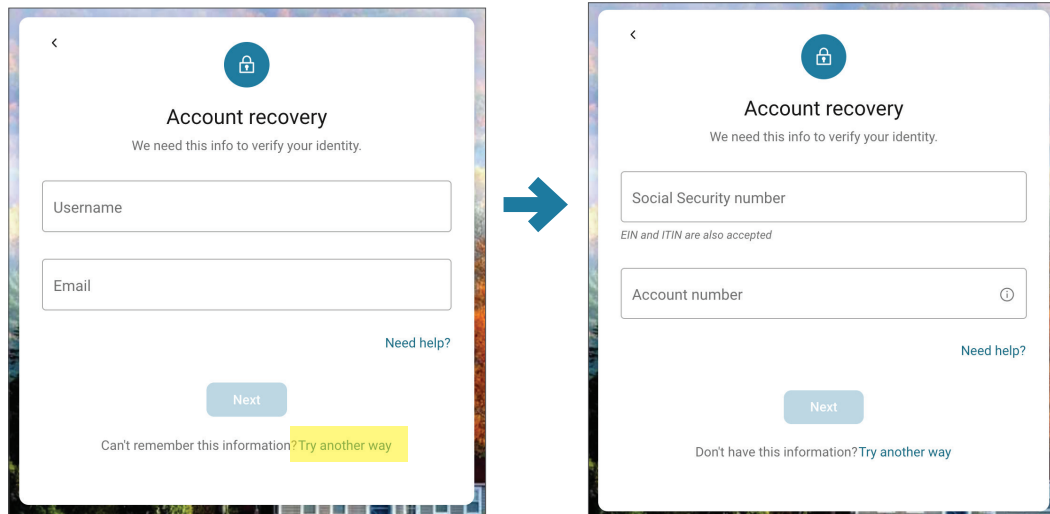 Account recovery
We need this info to verify your identity.
Username
Email
Need help?
Next
Can't remember this information? Try another way
Account recovery
We need this info to verify your identity.
Social Security number
EIN and ITIN are also accepted
Account number
Need help?
Next
Don't have this information? Try another way